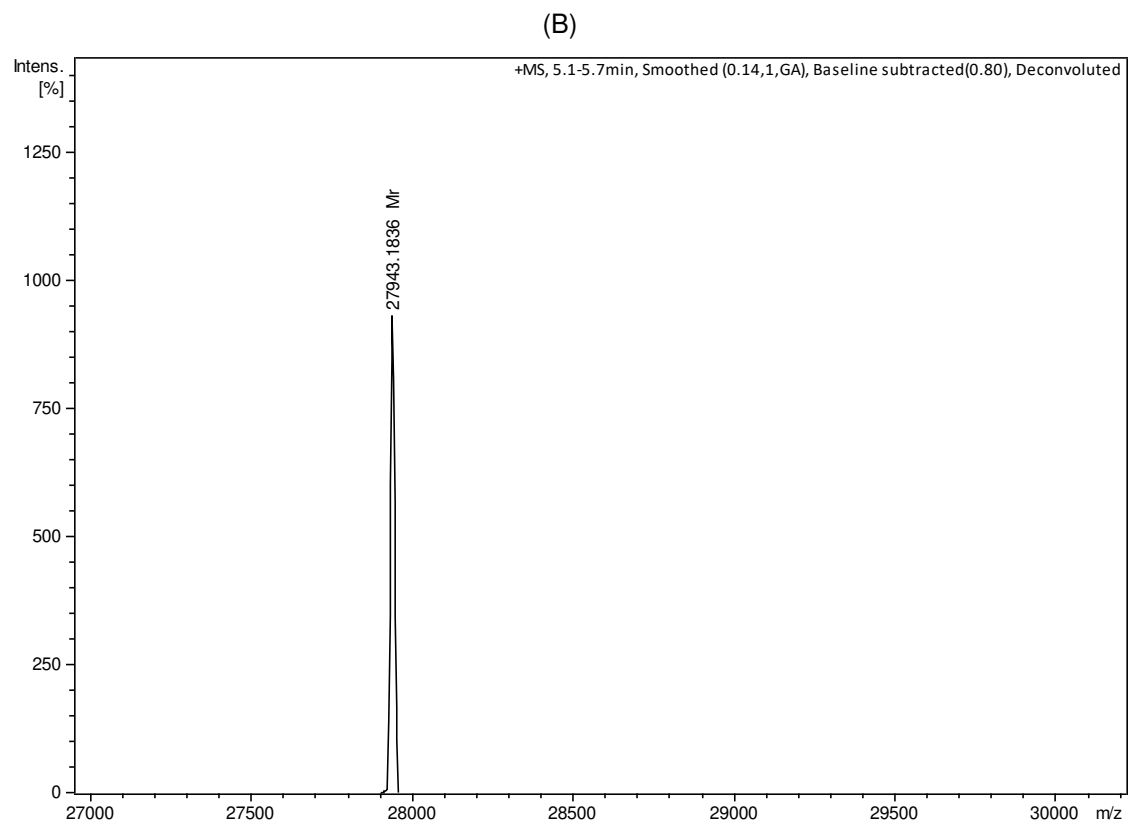 (B)
Intens.
[%]
+MS, 5.1-5.7min, Smoothed (0.14,1,GA), Baseline subtracted(0.80), Deconvoluted
1250
27943.1836 Mr
1000
750
500
250
0
27000 27500 28000 28500 29000 29500 30000 m/z